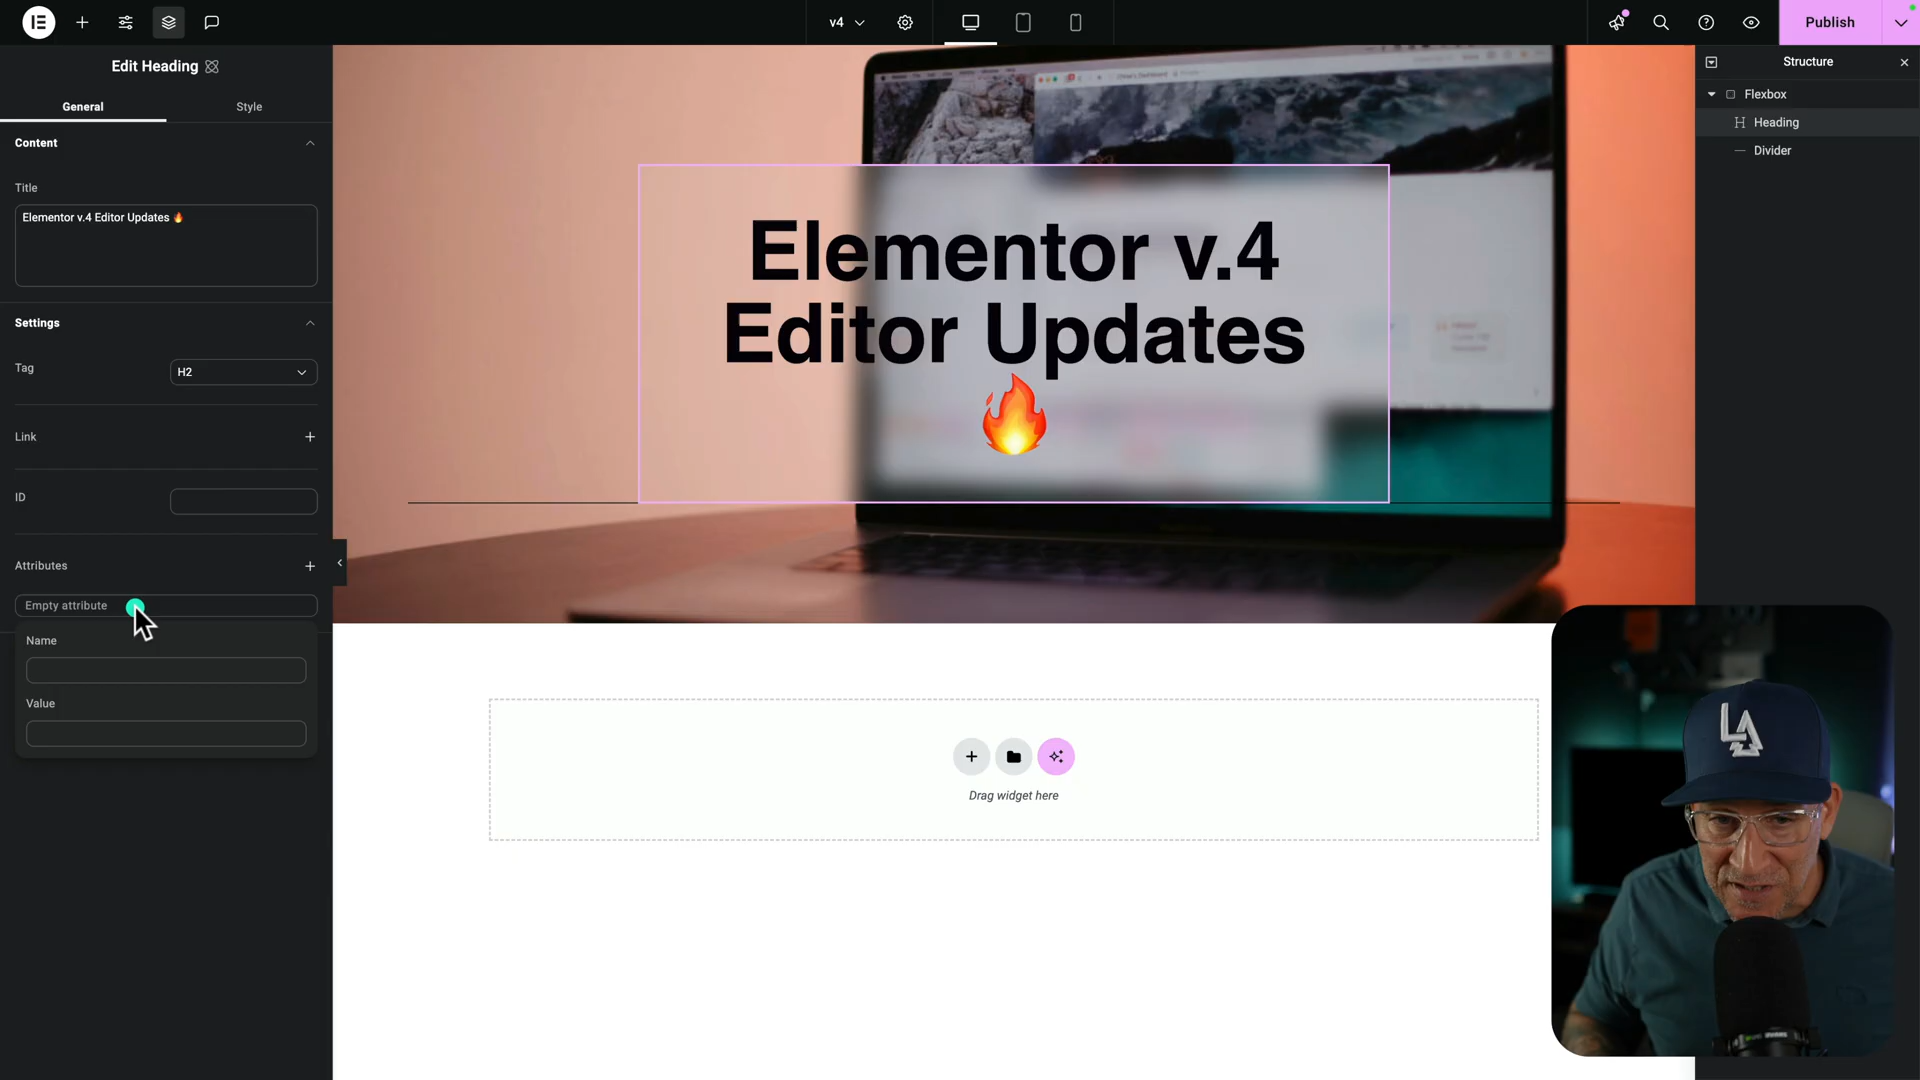 v4
Publish
Edit Heading
General
Style
Content
Title
Elementor v.4 Editor Updates 🔥
Settings
Tag
H2
Link
ID
Attributes
Empty attribute
Name
Value
Elementor v.4
Editor Updates
🔥
Drag widget here
Structure
Flexbox
Heading
Divider
LA